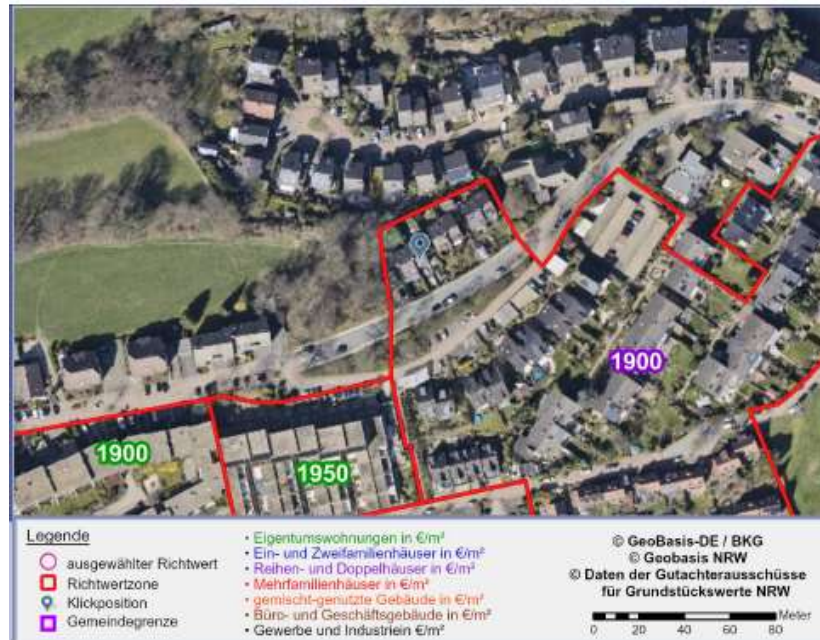 1900
1900
1950
Legende
ausgewählter Richtwert
Richtwertzone
Klickposition
Gemeindegrenze
• Eigentumswohnungen in €/m²
• Ein- und Zweifamilienhäuser in €/m²
• Reihen- und Doppelhäuser in €/m²
• Mehrfamilienhäuser in €/m²
• gemischt-genutzte Gebäude in €/m²
• Büro- und Geschäftsgebäude in €/m²
• Gewerbe und Industriein €/m²
© GeoBasis-DE / BKG
© Geobasis NRW
© Daten der Gutachterausschüsse
für Grundstückswerte NRW
Meter
0 20 40 60 80